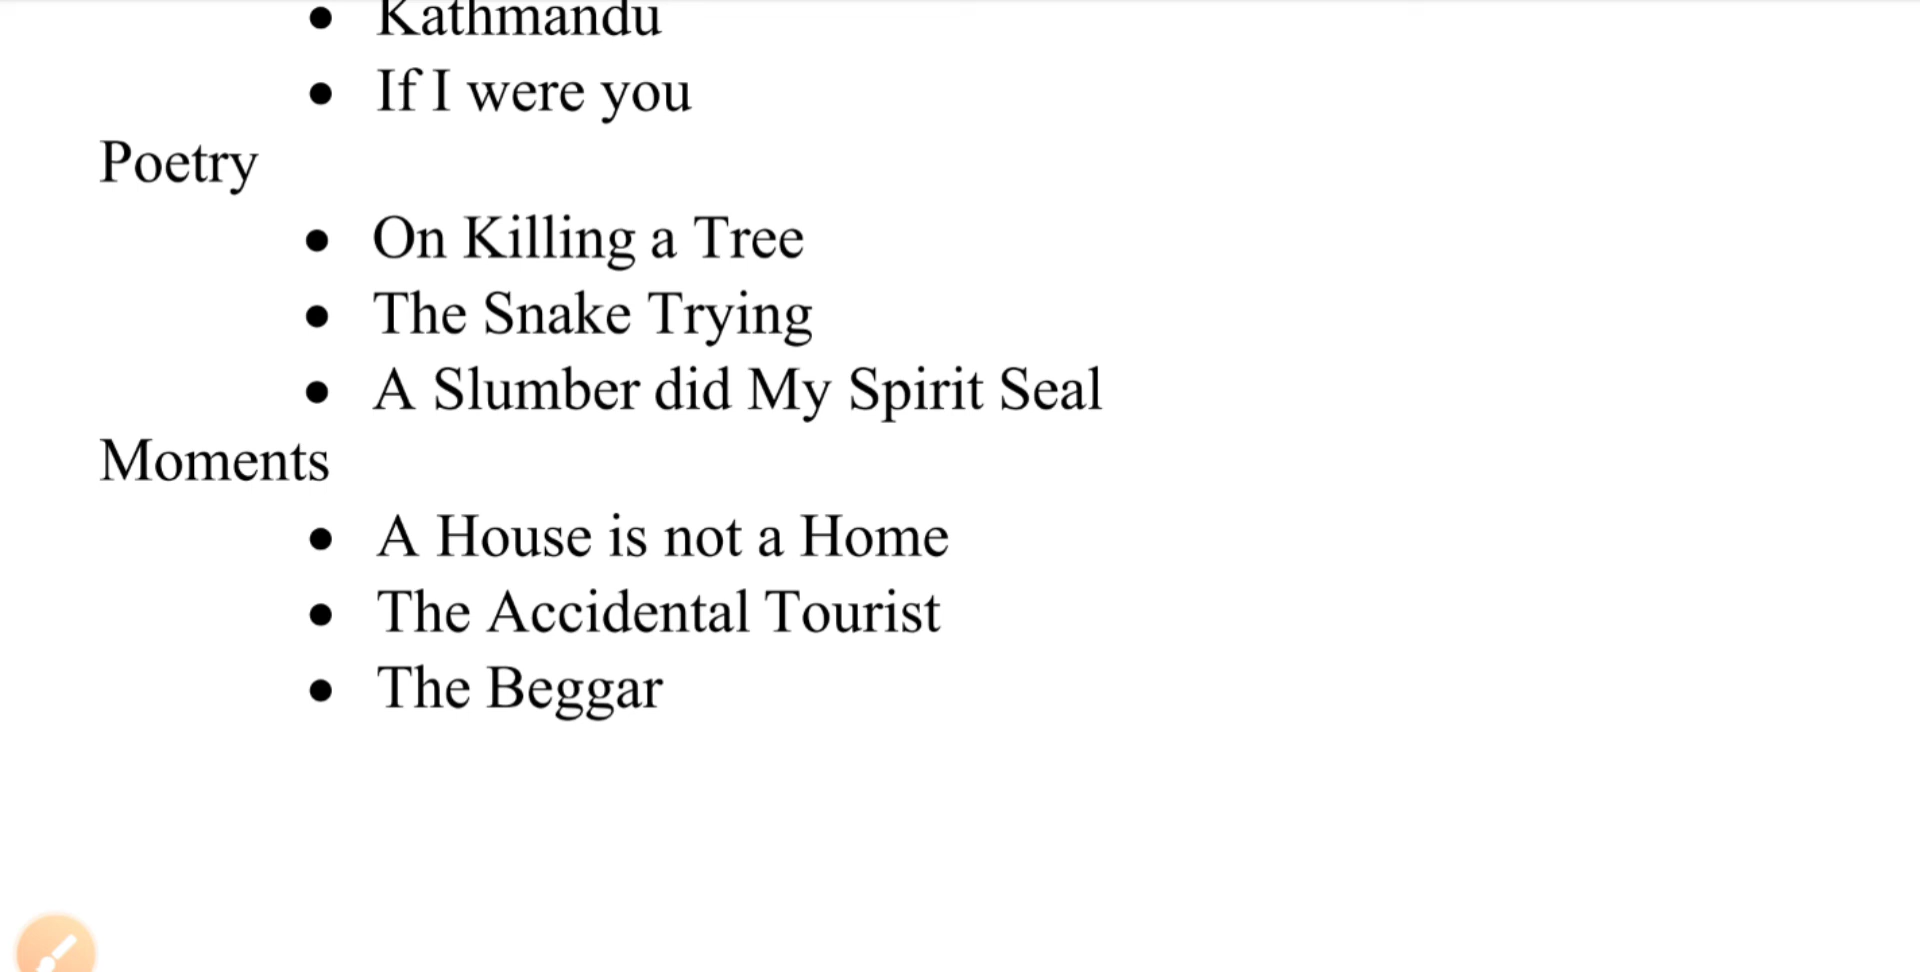 • Kathmandu
• If I were you
Poetry
• On Killing a Tree
• The Snake Trying
• A Slumber did My Spirit Seal
Moments
• A House is not a Home
• The Accidental Tourist
• The Beggar